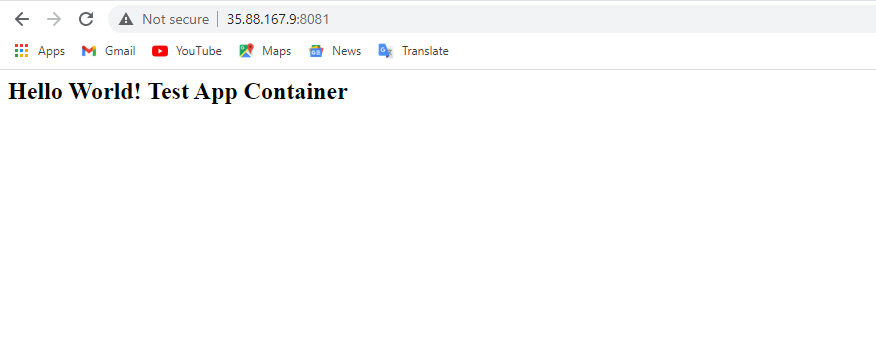 Not secure 35.88.167.9:8081
Apps Gmail YouTube Maps News Translate
Hello World! Test App Container